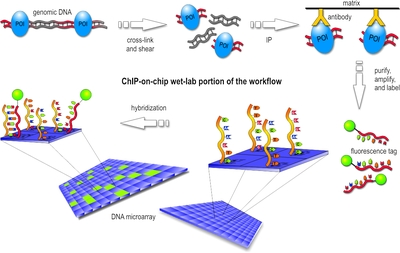 genomic DNA
POI
POI
cross-link
and shear
POI
POI
IP
matrix
antibody
POI
POI
purify,
amplify,
and label
ChIP-on-chip wet-lab portion of the workflow
hybridization
fluorescence tag
DNA microarray